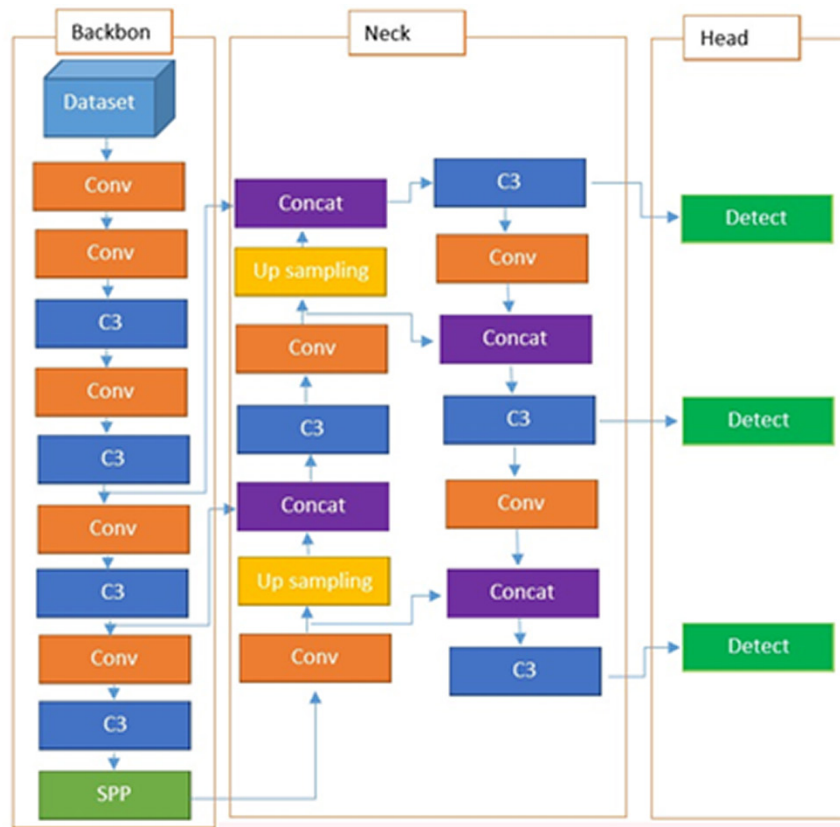 Backbon
Neck
Head
Dataset
Conv
Conv
C3
Conv
C3
Conv
C3
Conv
C3
SPP
Concat
Up sampling
Conv
C3
Concat
Up sampling
Conv
C3
Conv
Concat
C3
Conv
Concat
C3
Detect
Detect
Detect